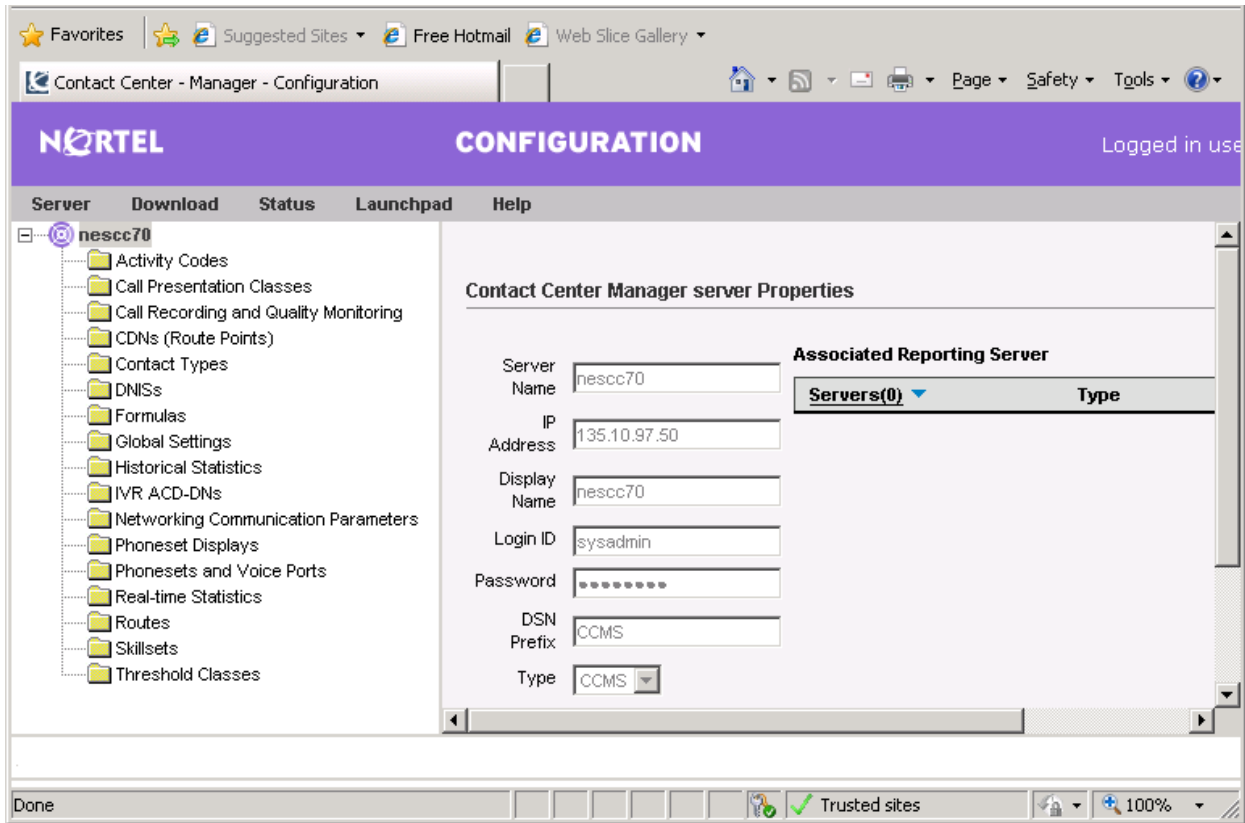 Favorites Suggested Sites Free Hotmail Web Slice Gallery
Contact Center - Manager - Configuration Page Safety Tools
NORTEL CONFIGURATION Logged in use
Server Download Status Launchpad Help
nescc70
Activity Codes
Call Presentation Classes
Call Recording and Quality Monitoring
CDNs (Route Points)
Contact Types
DNISs
Formulas
Global Settings
Historical Statistics
IVR ACD-DNs
Networking Communication Parameters
Phoneset Displays
Phonesets and Voice Ports
Real-time Statistics
Routes
Skillsets
Threshold Classes
Contact Center Manager server Properties
Server
Name nescc70
IP
Address 135.10.97.50
Display
Name nescc70
Login ID sysadmin
Password ••••••••
DSN
Prefix CCMS
Type CCMS
Associated Reporting Server
Servers(0) Type
Done Trusted sites 100%